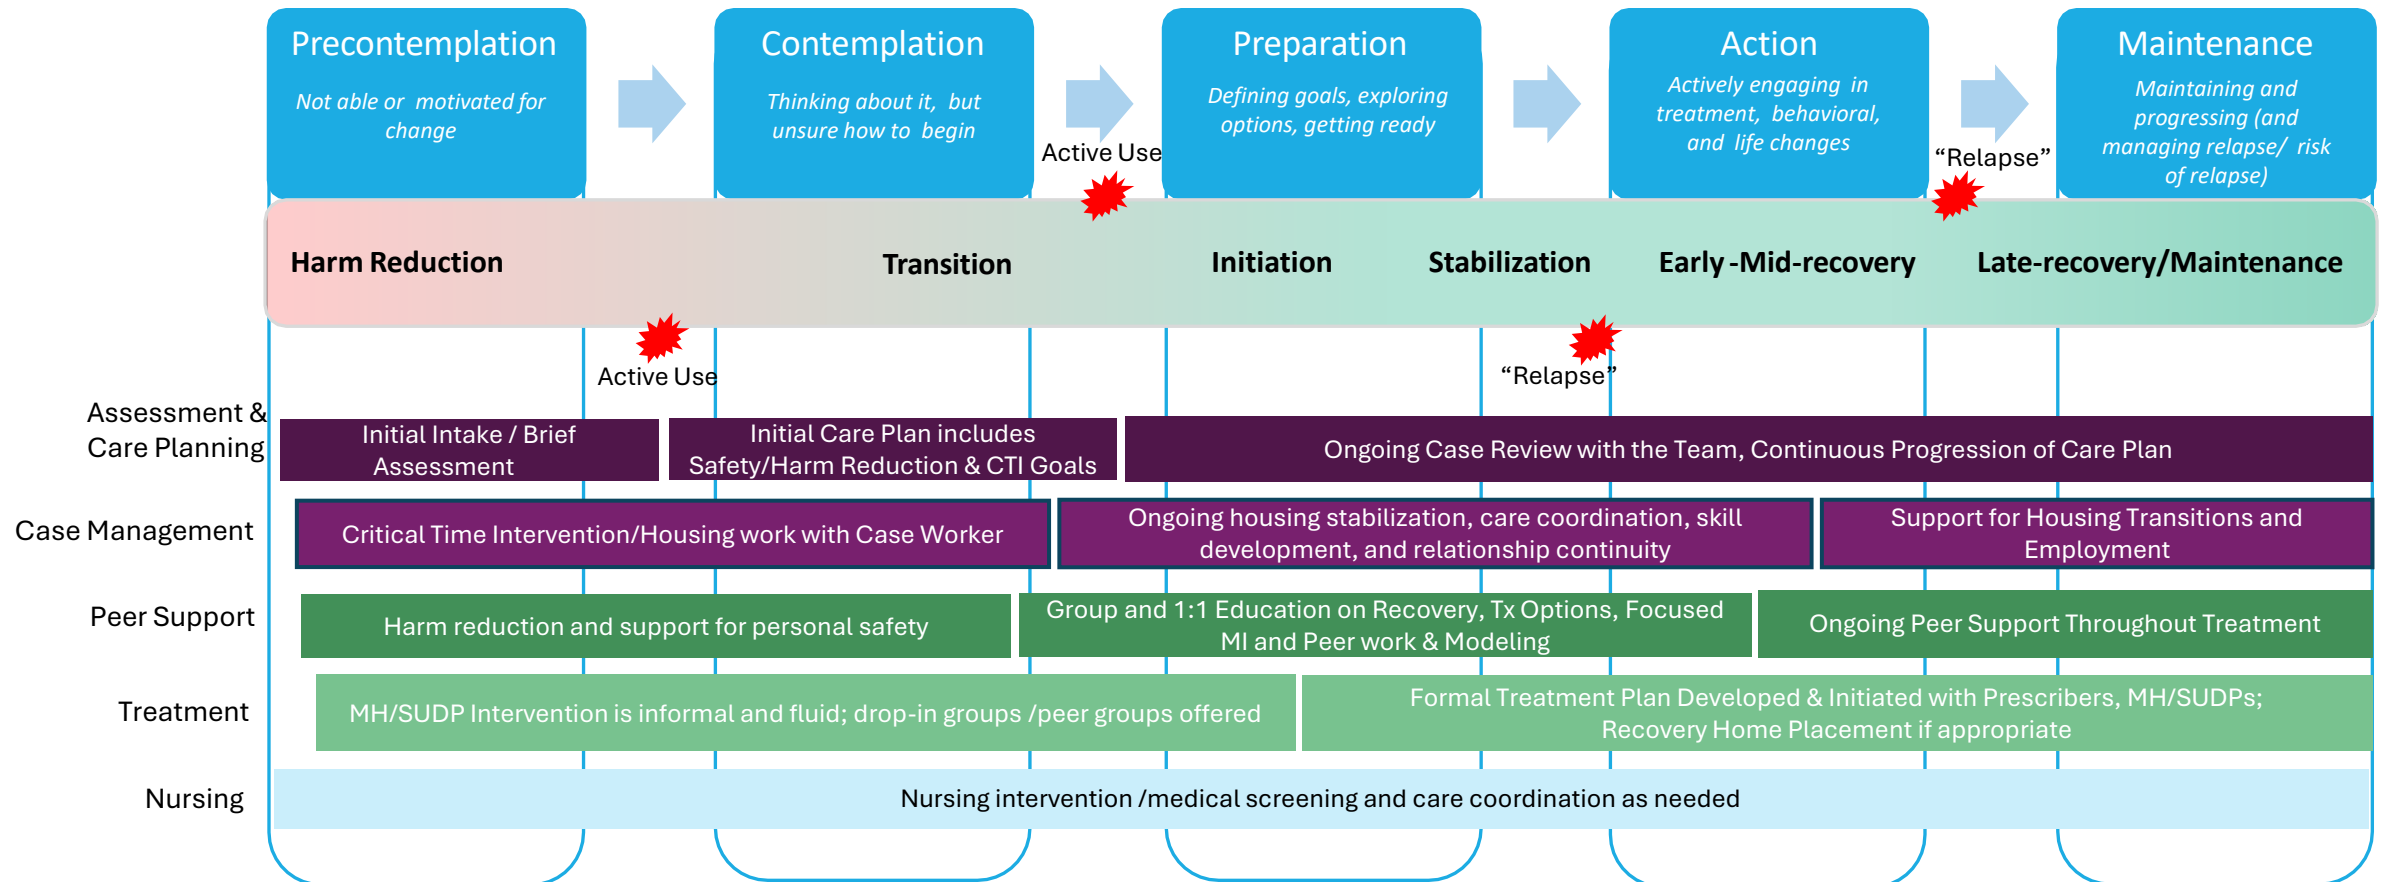 Precontemplation
Not able or motivated for
change
Contemplation
Thinking about it, but
unsure how to begin
Preparation
Defining goals, exploring
options, getting ready
Action
Actively engaging in
treatment, behavioral,
and life changes
Maintenance
Maintaining and
progressing (and
managing relapse/ risk
of relapse)
Active Use
“Relapse”
Harm Reduction
Transition
Initiation
Stabilization
Early -Mid-recovery
Late-recovery/Maintenance
Active Use
“Relapse”
Assessment &
Care Planning
Initial Intake / Brief
Assessment
Initial Care Plan includes
Safety/Harm Reduction & CTI Goals
Ongoing Case Review with the Team, Continuous Progression of Care Plan
Case Management
Critical Time Intervention/Housing work with Case Worker
Ongoing housing stabilization, care coordination, skill
development, and relationship continuity
Support for Housing Transitions and
Employment
Peer Support
Harm reduction and support for personal safety
Group and 1:1 Education on Recovery, Tx Options, Focused
MI and Peer work & Modeling
Ongoing Peer Support Throughout Treatment
Treatment
MH/SUDP Intervention is informal and fluid; drop-in groups /peer groups offered
Formal Treatment Plan Developed & Initiated with Prescribers, MH/SUDPs;
Recovery Home Placement if appropriate
Nursing
Nursing intervention /medical screening and care coordination as needed